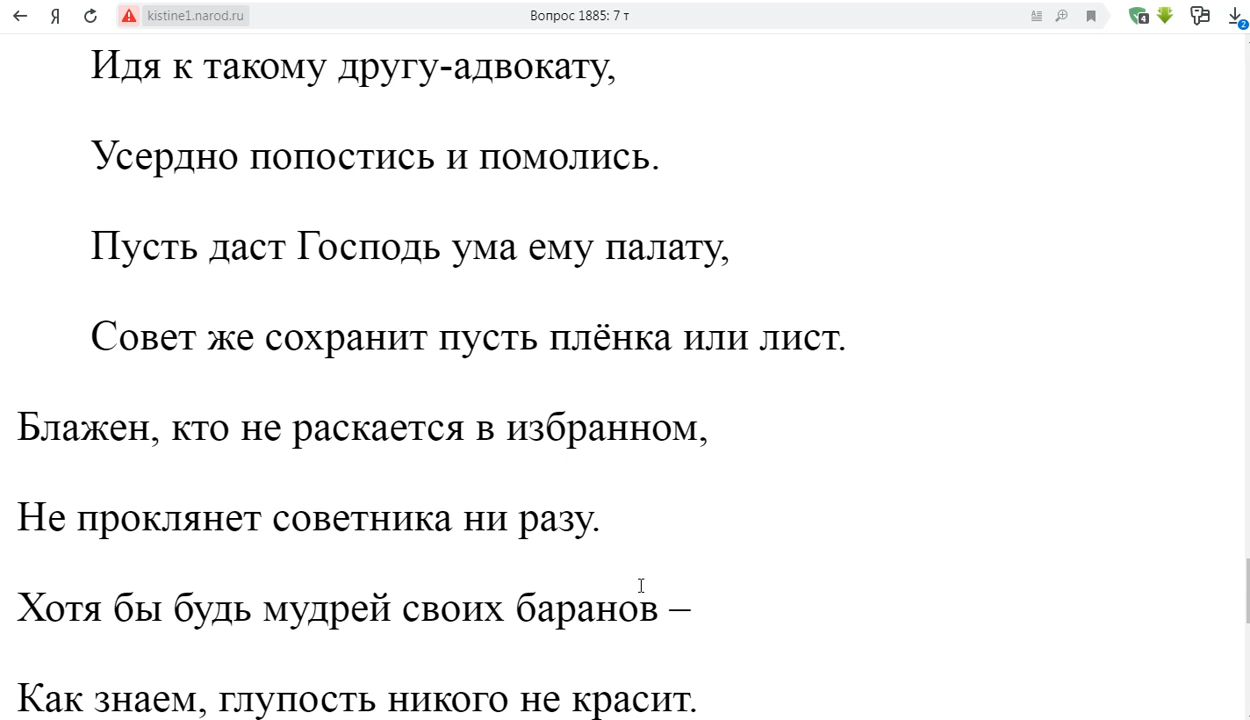 kistine1.narod.ru
Вопрос 1885: 7 т
4
2
Идя к такому другу-адвокату,
Усердно попостись и помолись.
Пусть даст Господь ума ему палату,
Совет же сохранит пусть плёнка или лист.
Блажен, кто не раскается в избранном,
Не проклянет советника ни разу.
Хотя бы будь мудрей своих баранов –
Как знаем, глупость никого не красит.